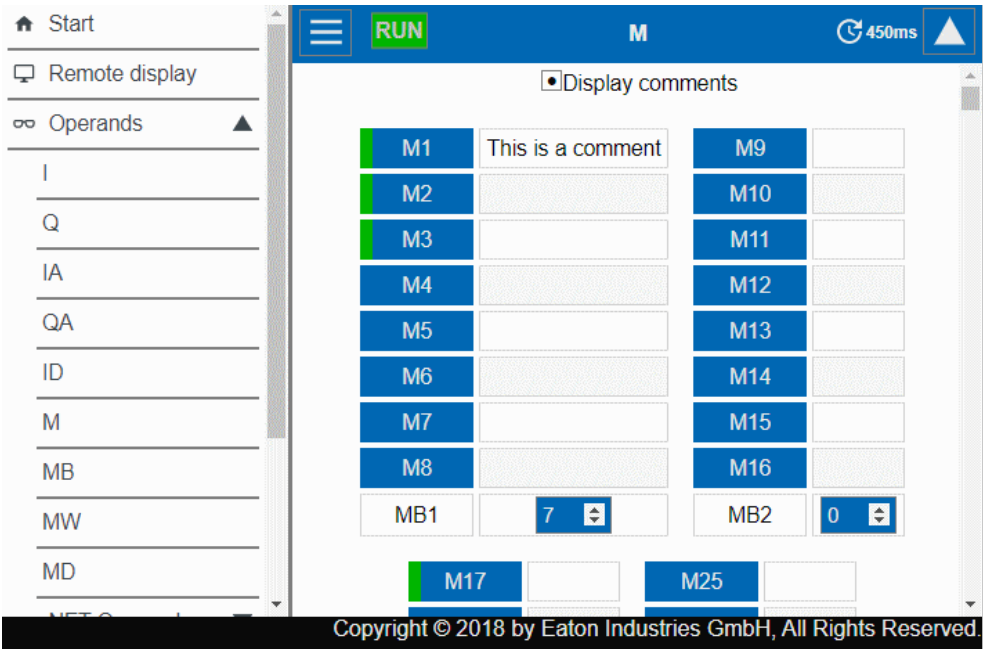 Start
Remote display
Operands
I
Q
IA
QA
ID
M
MB
MW
MD
RUN
M
450ms
Display comments
M1 This is a comment M9
M2 M10
M3 M11
M4 M12
M5 M13
M6 M14
M7 M15
M8 M16
MB1 7 MB2 0
M17 M25
Copyright © 2018 by Eaton Industries GmbH, All Rights Reserved.